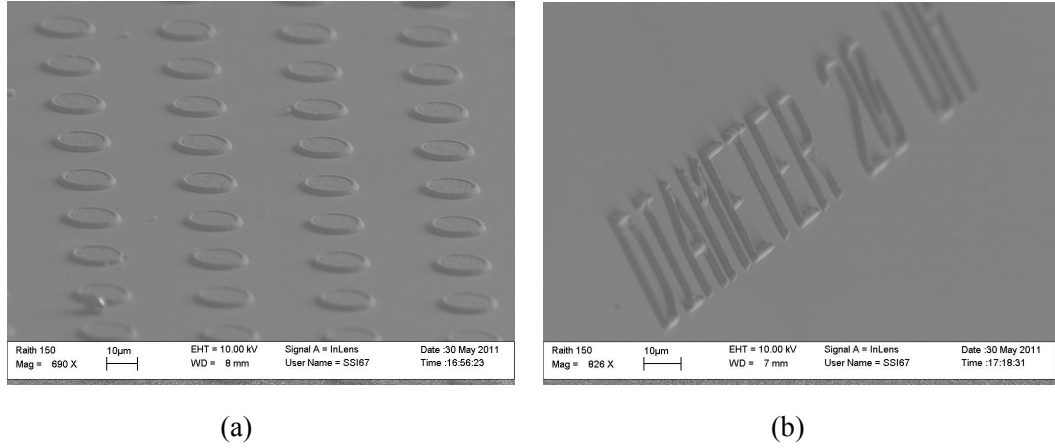 DIAMETER 20 UM
Raith 150
Mag = 690 X
10µm
EHT = 10.00 kV
WD = 8 mm
Signal A = InLens
User Name = SSI67
Date :30 May 2011
Time :16:56:23
Raith 150
Mag = 826 X
10µm
EHT = 10.00 kV
WD = 7 mm
Signal A = InLens
User Name = SSI67
Date :30 May 2011
Time :17:18:31
(a)
(b)